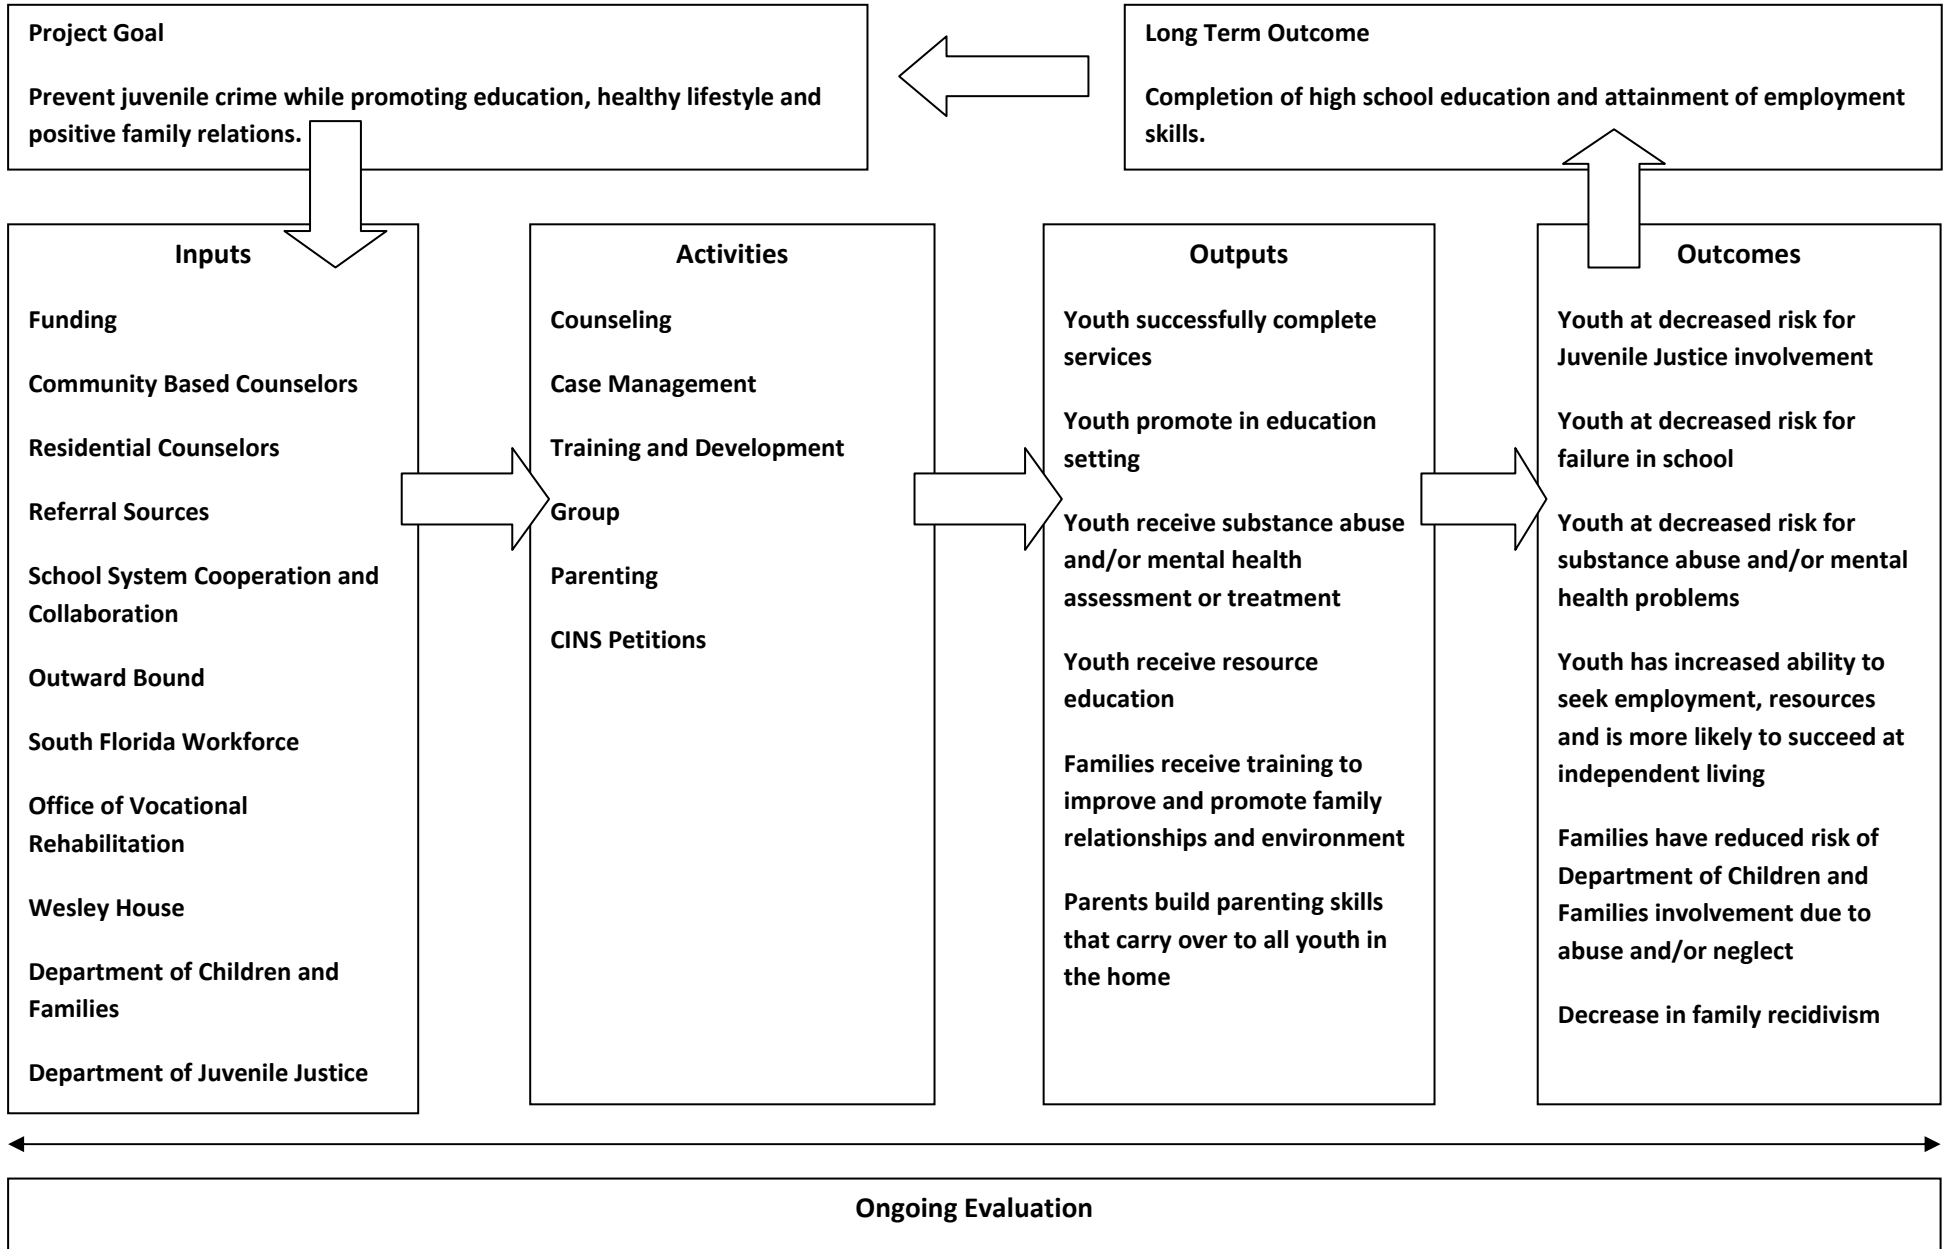 Project Goal
Prevent juvenile crime while promoting education, healthy lifestyle and
positive family relations.
Long Term Outcome
Completion of high school education and attainment of employment
skills.
Inputs
Funding
Community Based Counselors
Residential Counselors
Referral Sources
School System Cooperation and
Collaboration
Outward Bound
South Florida Workforce
Office of Vocational
Rehabilitation
Wesley House
Department of Children and
Families
Department of Juvenile Justice
Activities
Counseling
Case Management
Training and Development
Group
Parenting
CINS Petitions
Outputs
Youth successfully complete
services
Youth promote in education
setting
Youth receive substance abuse
and/or mental health
assessment or treatment
Youth receive resource
education
Families receive training to
improve and promote family
relationships and environment
Parents build parenting skills
that carry over to all youth in
the home
Outcomes
Youth at decreased risk for
Juvenile Justice involvement
Youth at decreased risk for
failure in school
Youth at decreased risk for
substance abuse and/or mental
health problems
Youth has increased ability to
seek employment, resources
and is more likely to succeed at
independent living
Families have reduced risk of
Department of Children and
Families involvement due to
abuse and/or neglect
Decrease in family recidivism
Ongoing Evaluation